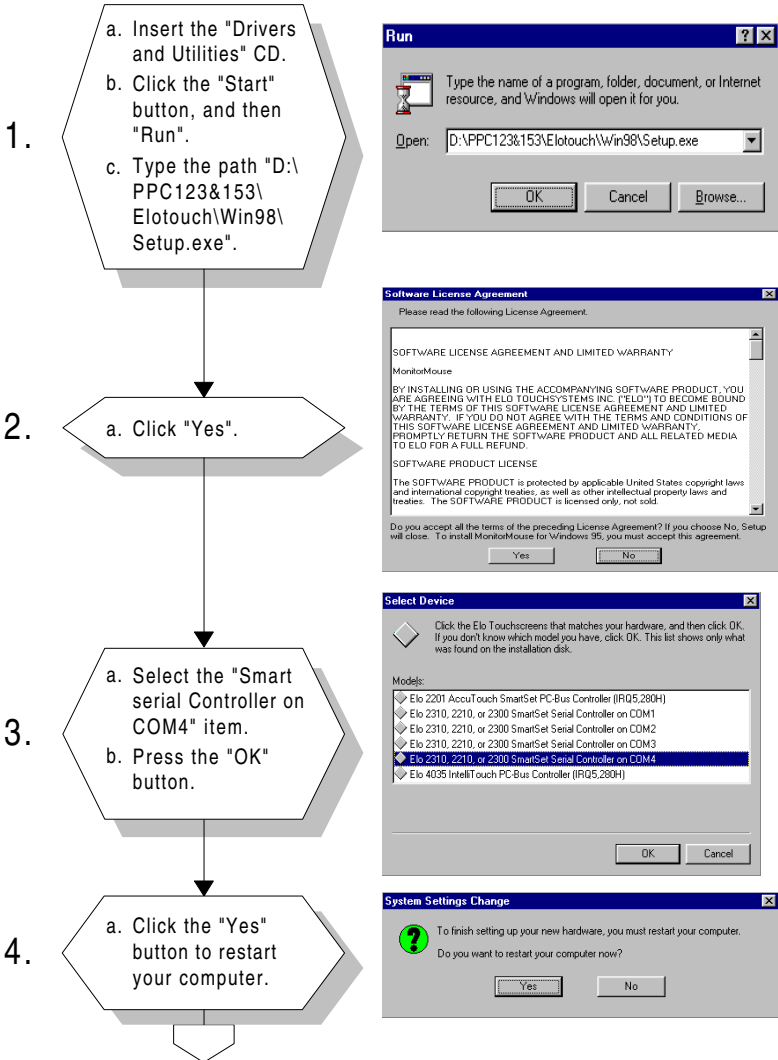 1.
a. Insert the "Drivers
and Utilities" CD.
b. Click the "Start"
button, and then
"Run".
c. Type the path "D:\
PPC123&153\
Elotouch\Win98\
Setup.exe".
Run
Type the name of a program, folder, document, or Internet
resource, and Windows will open it for you.
Open: D:\PPC123&153\Elotouch\Win98\Setup.exe
OK Cancel Browse...
2.
a. Click "Yes".
Software License Agreement
Please read the following License Agreement.
SOFTWARE LICENSE AGREEMENT AND LIMITED WARRANTY
MonitorMouse
BY INSTALLING OR USING THE ACCOMPANYING SOFTWARE PRODUCT, YOU
ARE AGREEING WITH ELO TOUCHSYSTEMS INC. ("ELO") TO BECOME BOUND
BY THE TERMS OF THIS SOFTWARE LICENSE AGREEMENT AND LIMITED
WARRANTY. IF YOU DO NOT AGREE WITH THE TERMS AND CONDITIONS OF
THIS SOFTWARE LICENSE AGREEMENT AND LIMITED WARRANTY,
PROMPTLY RETURN THE SOFTWARE PRODUCT AND ALL RELATED MEDIA
TO ELO FOR A FULL REFUND.
SOFTWARE PRODUCT LICENSE
The SOFTWARE PRODUCT is protected by applicable United States copyright laws
and international copyright treaties, as well as other intellectual property laws and
treaties. The SOFTWARE PRODUCT is licensed only, not sold.
Do you accept all the terms of the preceding License Agreement? If you choose No, Setup
will close. To install MonitorMouse for Windows 95, you must accept this agreement.
Yes No
3.
a. Select the "Smart
serial Controller on
COM4" item.
b. Press the "OK"
button.
Select Device
Click the Elo Touchscreens that matches your hardware, and then click OK.
If you don't know which model you have, click OK. This list shows only what
was found on the installation disk.
Models:
Elo 2201 AccuTouch SmartSet PC-Bus Controller (IRQ5,280H)
Elo 2310, 2210, or 2300 SmartSet Serial Controller on COM1
Elo 2310, 2210, or 2300 SmartSet Serial Controller on COM2
Elo 2310, 2210, or 2300 SmartSet Serial Controller on COM3
Elo 2310, 2210, or 2300 SmartSet Serial Controller on COM4
Elo 4035 IntelliTouch PC-Bus Controller (IRQ5,280H)
OK Cancel
4.
a. Click the "Yes"
button to restart
your computer.
System Settings Change
To finish setting up your new hardware, you must restart your computer.
Do you want to restart your computer now?
Yes No